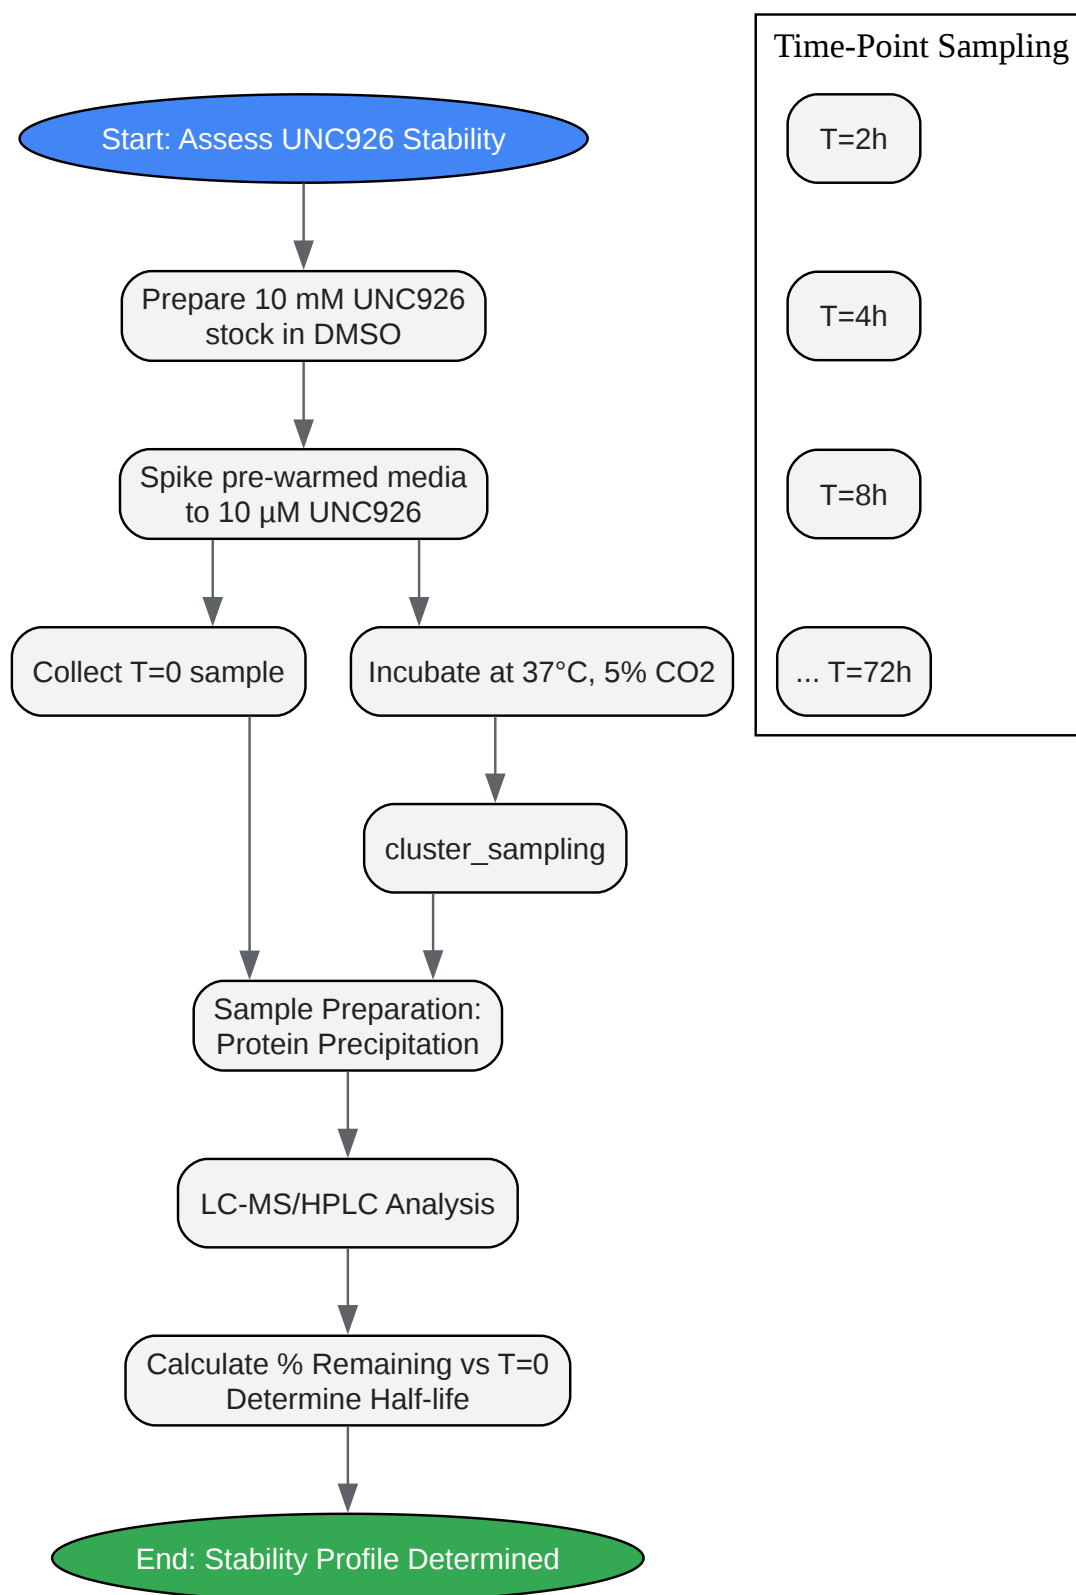 Start: Assess UNC926 Stability
Prepare 10 mM UNC926
stock in DMSO
Spike pre-warmed media
to 10 µM UNC926
Collect T=0 sample
Incubate at 37°C, 5% CO2
cluster_sampling
Sample Preparation:
Protein Precipitation
LC-MS/HPLC Analysis
Calculate % Remaining vs T=0
Determine Half-life
End: Stability Profile Determined
Time-Point Sampling
T=2h
T=4h
T=8h
... T=72h